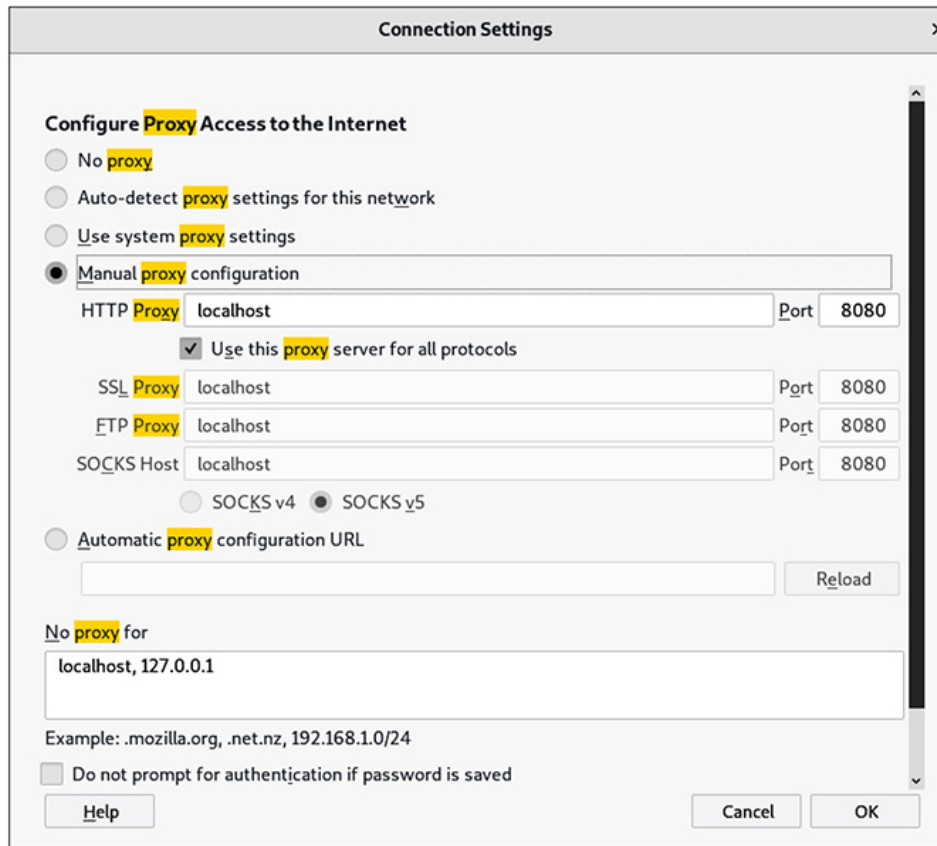 Connection Settings
Configure Proxy Access to the Internet
No proxy
Auto-detect proxy settings for this network
Use system proxy settings
Manual proxy configuration
HTTP Proxy localhost Port 8080
Use this proxy server for all protocols
SSL Proxy localhost Port 8080
FTP Proxy localhost Port 8080
SOCKS Host localhost Port 8080
SOCKS v4 SOCKS v5
Automatic proxy configuration URL
Reload
No proxy for
localhost, 127.0.0.1
Example: .mozilla.org, .net.nz, 192.168.1.0/24
Do not prompt for authentication if password is saved
Help Cancel OK